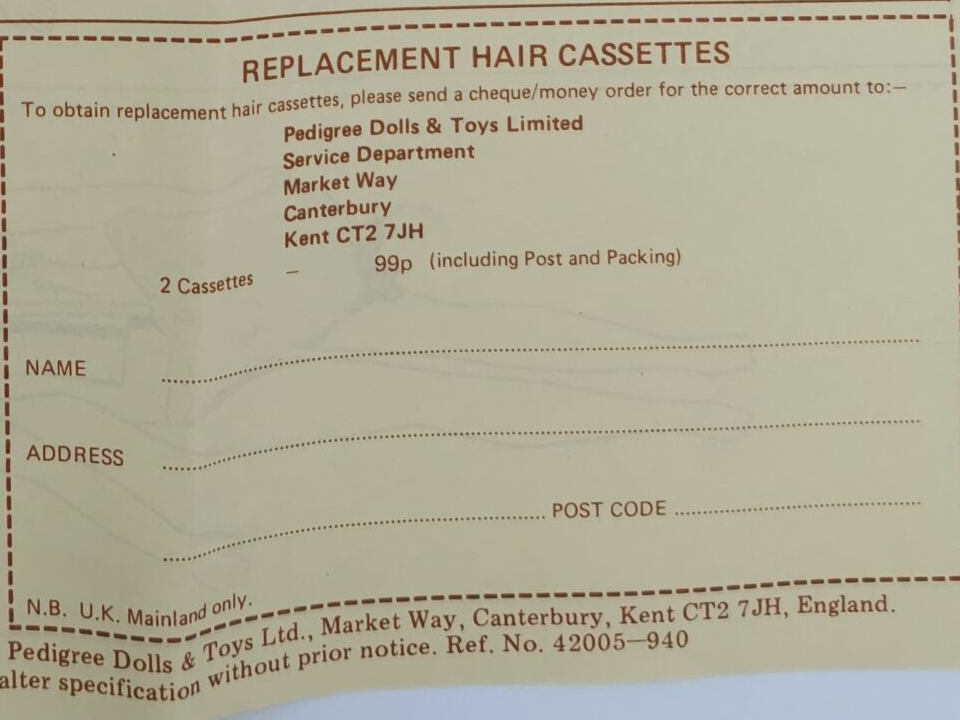 REPLACEMENT HAIR CASSETTES
To obtain replacement hair cassettes, please send a cheque/money order for the correct amount to:—
Pedigree Dolls & Toys Limited
Service Department
Market Way
Canterbury
Kent CT2 7JH
2 Cassettes – 99p (including Post and Packing)
NAME
ADDRESS
POST CODE
N.B. U.K. Mainland only.
Pedigree Dolls & Toys Ltd., Market Way, Canterbury, Kent CT2 7JH, England.
alter specification without prior notice. Ref. No. 42005—940